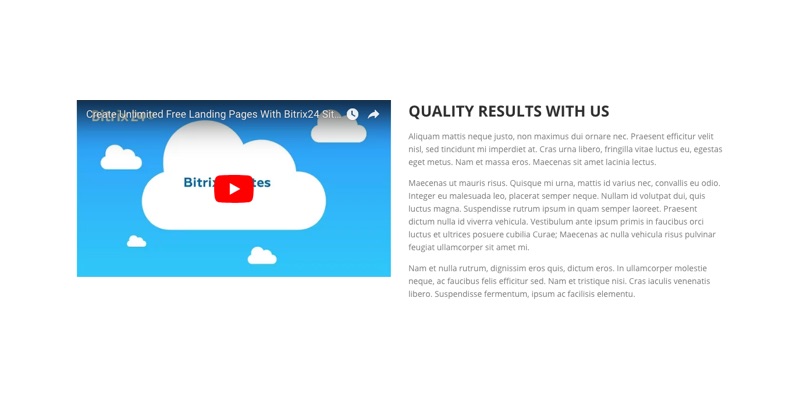 Create Unlimited Free Landing Pages With Bitrix24 Sit...
Bitrix24
QUALITY RESULTS WITH US
Aliquam mattis neque justo, non maximus dui ornare nec. Praesent efficitur velit
nisl, sed tincidunt mi imperdiet at. Cras urna libero, fringilla vitae luctus eu, egestas
eget metus. Nam et massa eros. Maecenas sit amet lacinia lectus.
Maecenas ut mauris risus. Quisque mi urna, mattis id varius nec, convallis eu odio.
Integer eu malesuada leo, placerat semper neque. Nullam id volutpat dui, quis
luctus magna. Suspendisse rutrum ipsum in quam semper laoreet. Praesent
dictum nulla id viverra vehicula. Vestibulum ante ipsum primis in faucibus orci
luctus et ultrices posuere cubilia Curae; Maecenas ac nulla vehicula risus pulvinar
feugiat ullamcorper sit amet mi.
Nam et nulla rutrum, dignissim eros quis, dictum eros. In ullamcorper molestie
neque, ac faucibus felis efficitur sed. Nam et tristique nisi. Cras iaculis venenatis
libero. Suspendisse fermentum, ipsum ac facilisis elementu.